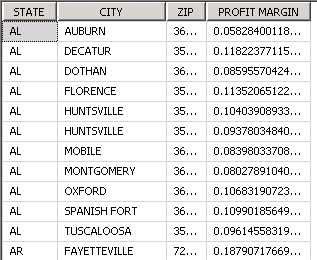 STATE CITY ZIP PROFIT MARGIN
AL AUBURN 36... 0.05828400118...
AL DECATUR 35... 0.11822377115...
AL DOTHAN 36... 0.08595570424...
AL FLORENCE 35... 0.11352065122...
AL HUNTSVILLE 35... 0.10403908933...
AL HUNTSVILLE 35... 0.09378034840...
AL MOBILE 36... 0.08398033708...
AL MONTGOMERY 36... 0.08027891040...
AL OXFORD 36... 0.10683190723...
AL SPANISH FORT 36... 0.10990185649...
AL TUSCALOOSA 35... 0.09614558319...
AR FAYETTEVILLE 72... 0.18790717669...